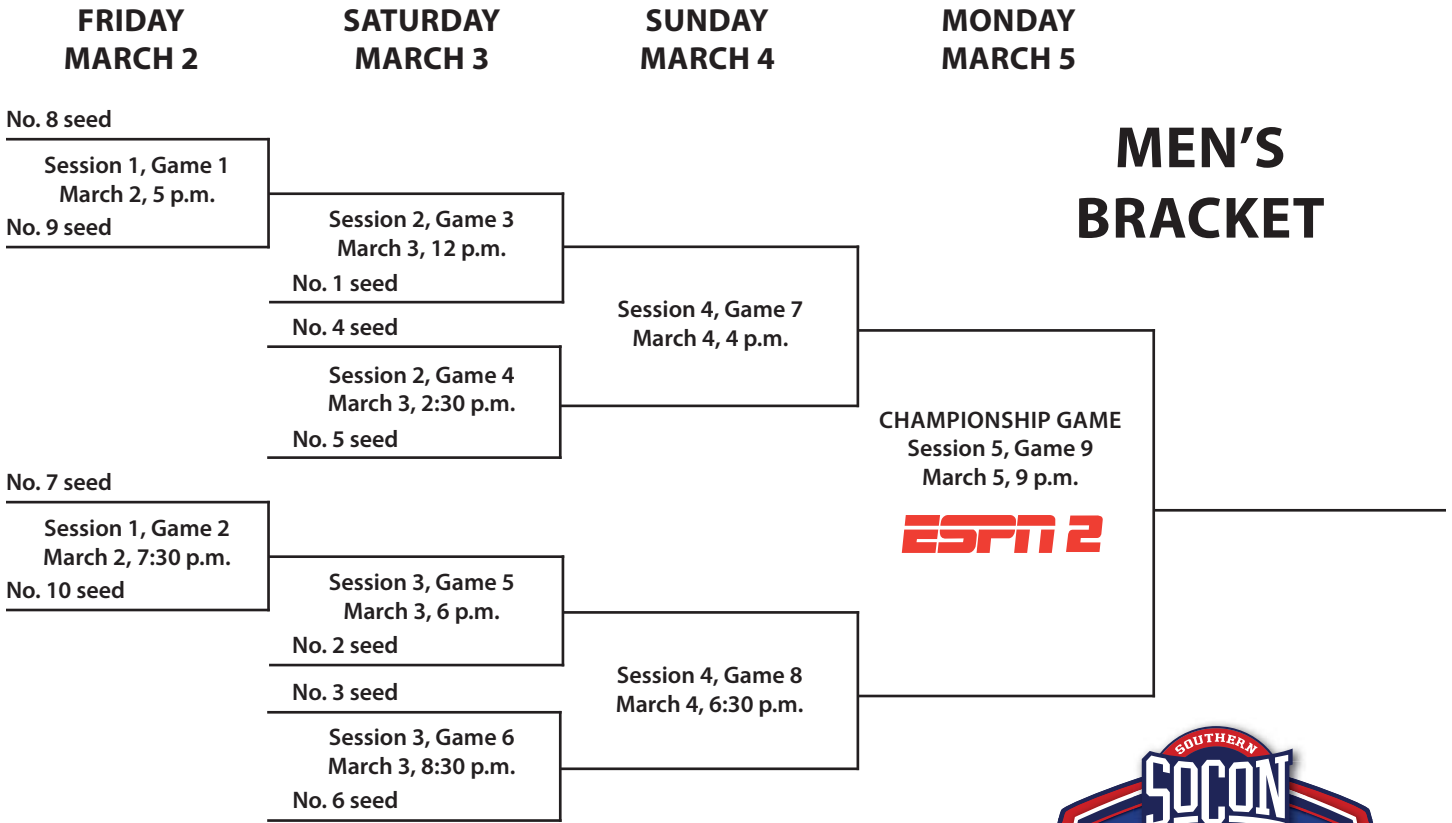 FRIDAY
MARCH 2
SATURDAY
MARCH 3
SUNDAY
MARCH 4
MONDAY
MARCH 5
MEN'S
BRACKET
No. 8 seed
Session 1, Game 1
March 2, 5 p.m.
No. 9 seed
Session 2, Game 3
March 3, 12 p.m.
No. 1 seed
No. 4 seed
Session 2, Game 4
March 3, 2:30 p.m.
No. 5 seed
No. 7 seed
Session 1, Game 2
March 2, 7:30 p.m.
No. 10 seed
Session 3, Game 5
March 3, 6 p.m.
No. 2 seed
No. 3 seed
Session 3, Game 6
March 3, 8:30 p.m.
No. 6 seed
Session 4, Game 7
March 4, 4 p.m.
Session 4, Game 8
March 4, 6:30 p.m.
CHAMPIONSHIP GAME
Session 5, Game 9
March 5, 9 p.m.
ESPN 2
SOUTHERN
SOCON